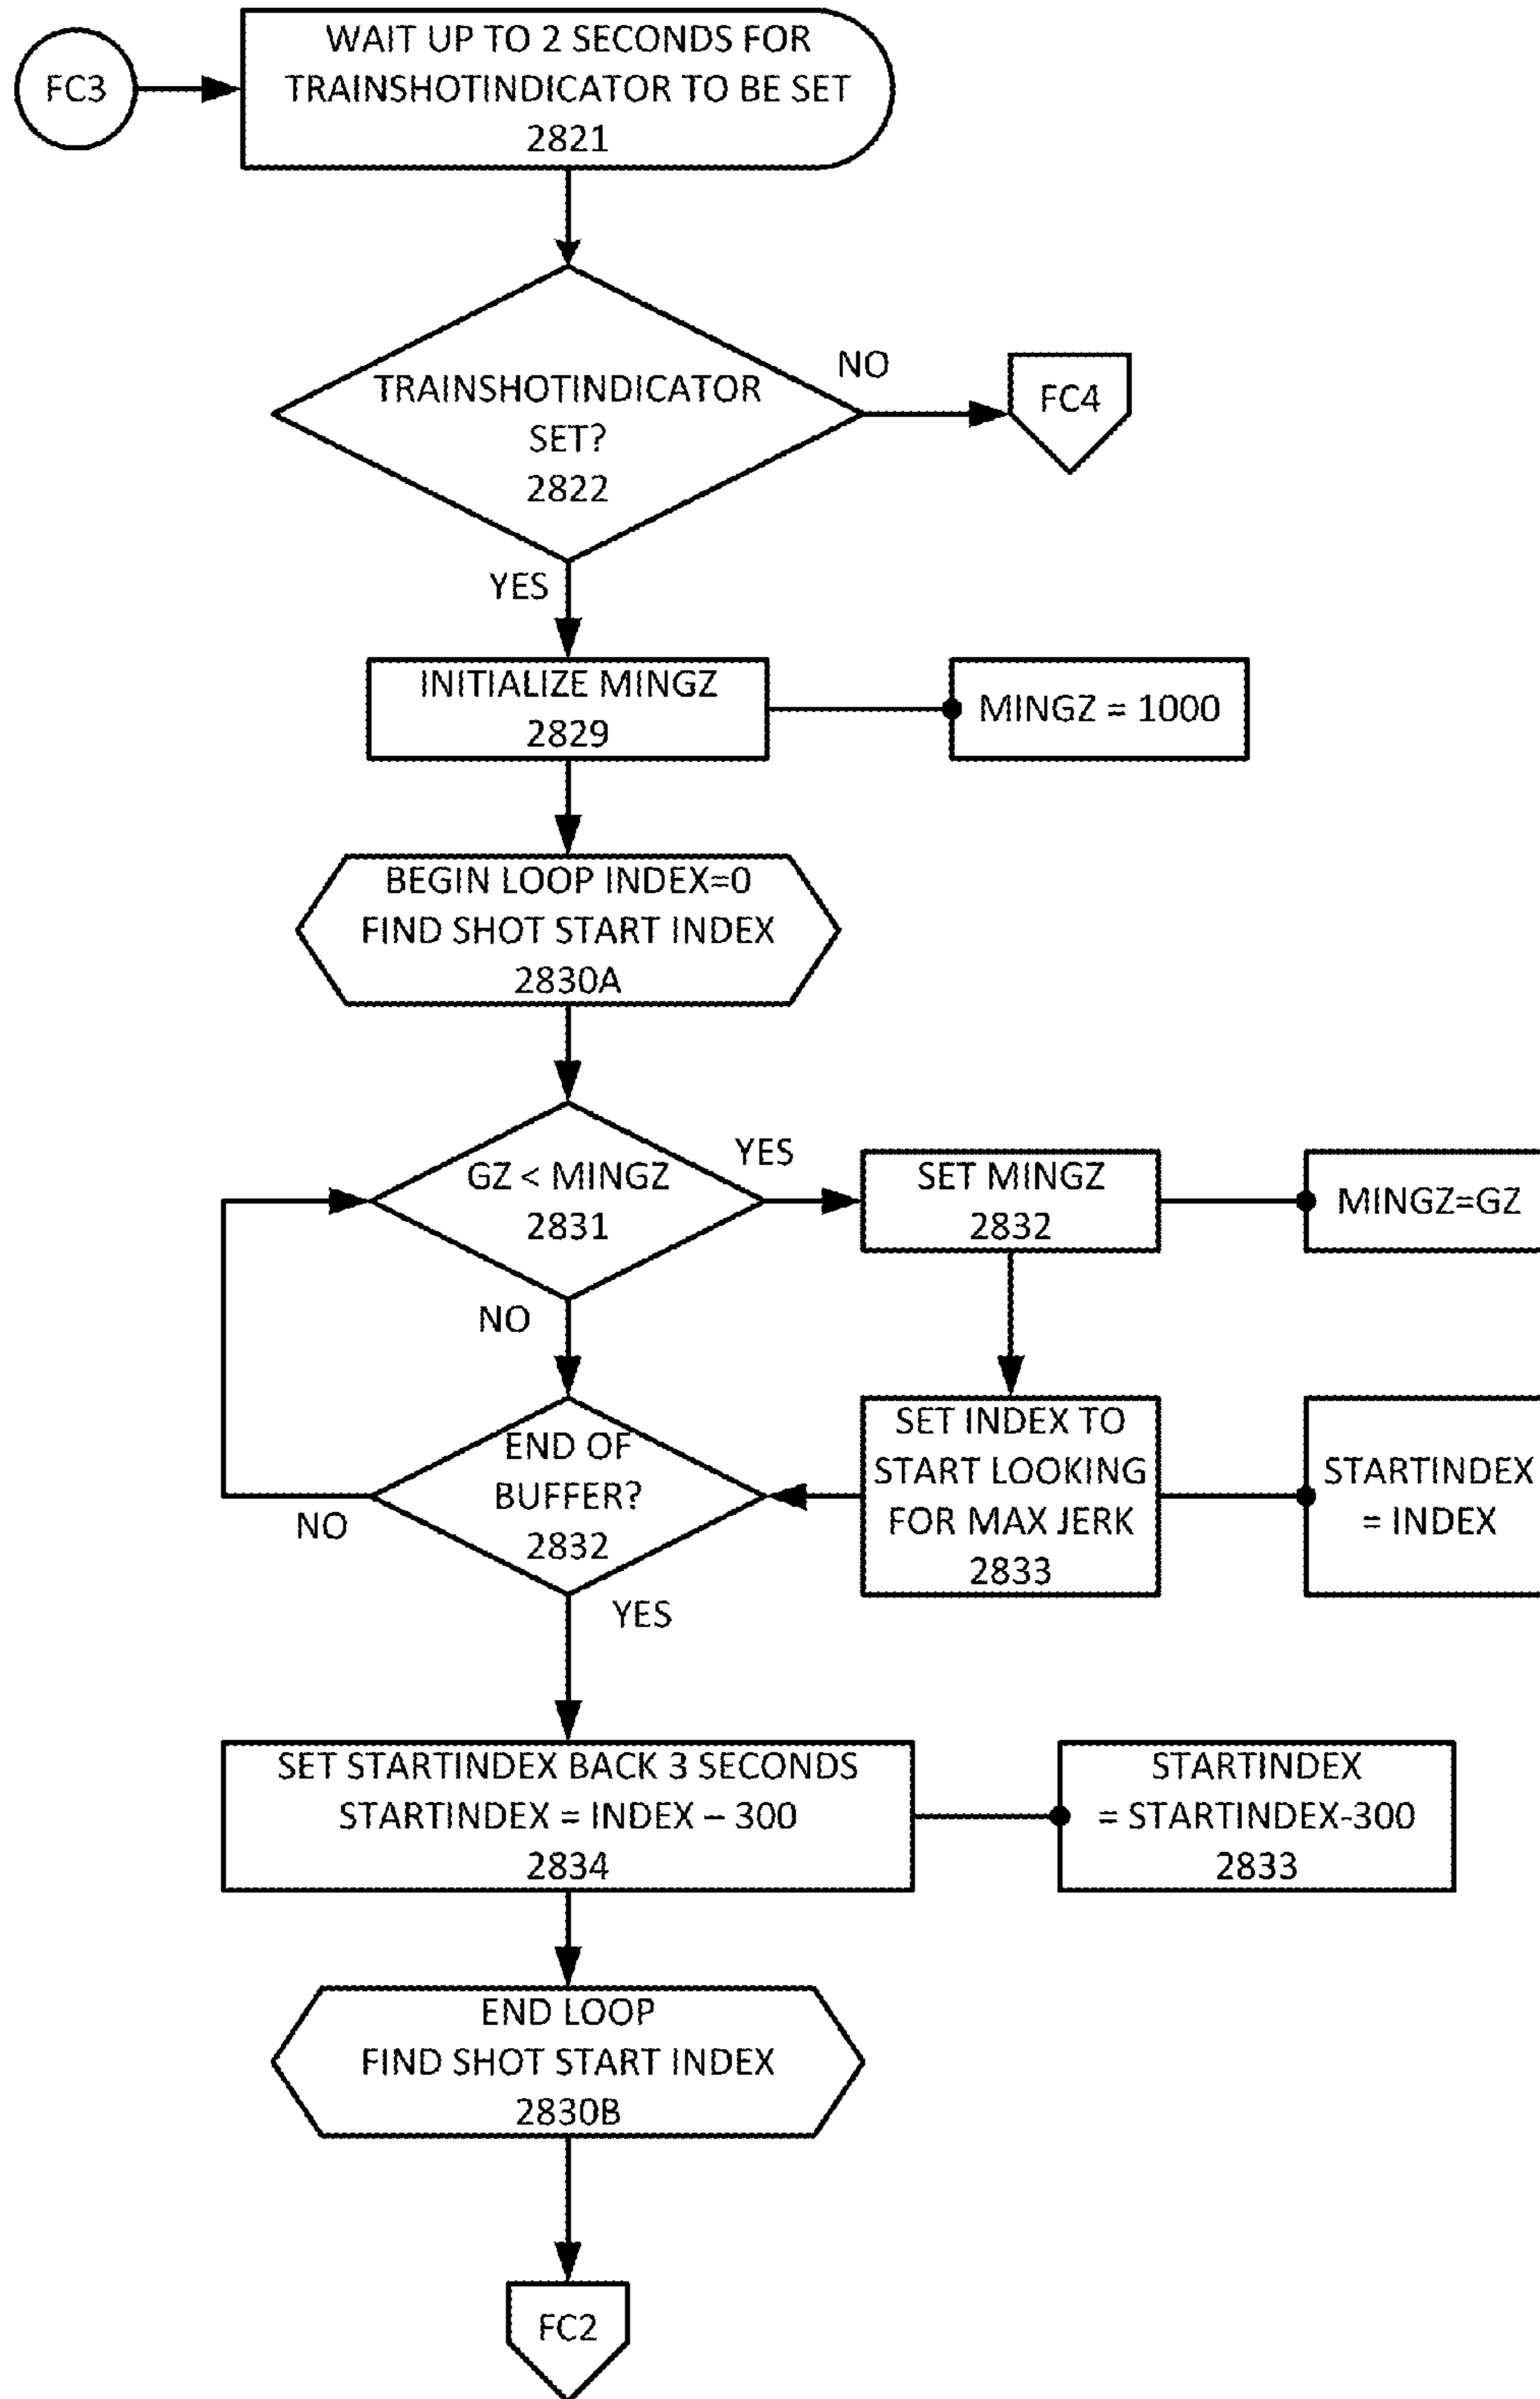 FC3
WAIT UP TO 2 SECONDS FOR
TRAINSHOTINDICATOR TO BE SET
2821
TRAINSHOTINDICATOR
SET?
2822
NO
FC4
YES
INITIALIZE MINGZ
2829
MINGZ = 1000
BEGIN LOOP INDEX=0
FIND SHOT START INDEX
2830A
GZ < MINGZ
2831
YES
SET MINGZ
2832
MINGZ=GZ
NO
END OF
BUFFER?
2832
NO
SET INDEX TO
START LOOKING
FOR MAX JERK
2833
STARTINDEX
= INDEX
YES
SET STARTINDEX BACK 3 SECONDS
STARTINDEX = INDEX – 300
2834
STARTINDEX
= STARTINDEX-300
2833
END LOOP
FIND SHOT START INDEX
2830B
FC2